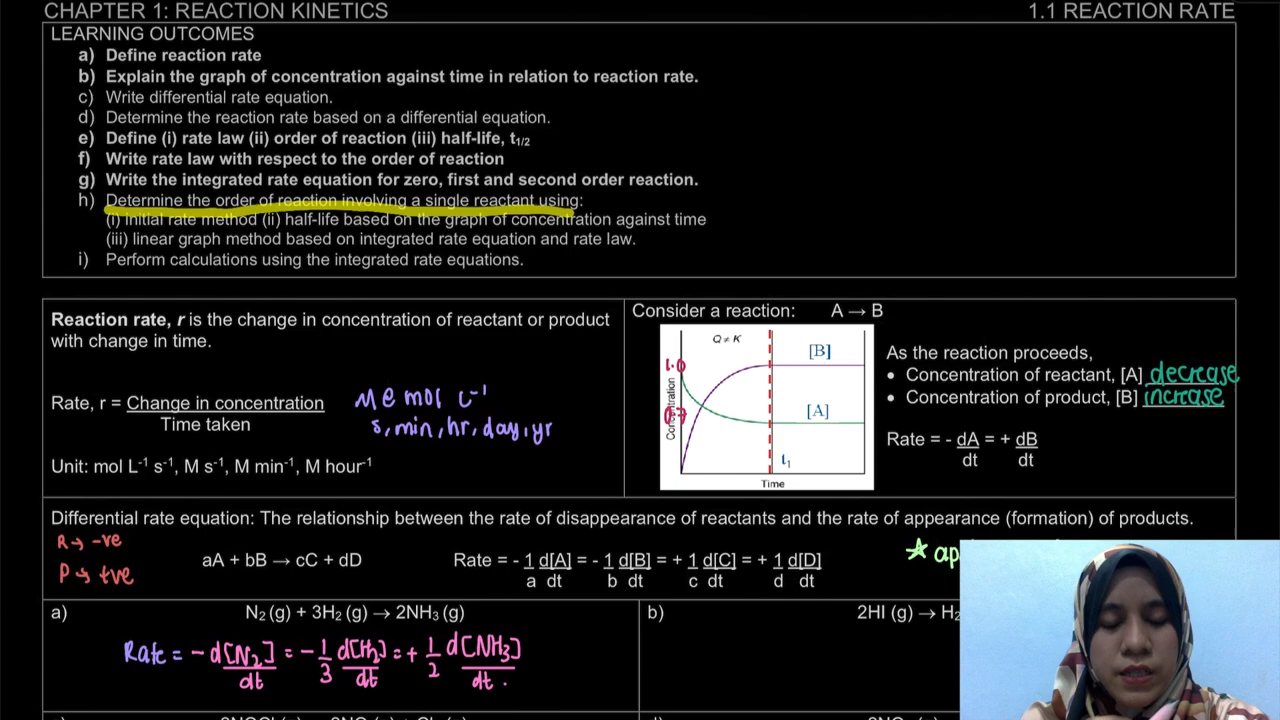 CHAPTER 1: REACTION KINETICS 1.1 REACTION RATE
LEARNING OUTCOMES
a) Define reaction rate
b) Explain the graph of concentration against time in relation to reaction rate.
c) Write differential rate equation.
d) Determine the reaction rate based on a differential equation.
e) Define (i) rate law (ii) order of reaction (iii) half-life, t1/2
f) Write rate law with respect to the order of reaction
g) Write the integrated rate equation for zero, first and second order reaction.
h) Determine the order of reaction involving a single reactant using:
(i) initial rate method (ii) half-life based on the graph of concentration against time
(iii) linear graph method based on integrated rate equation and rate law.
i) Perform calculations using the integrated rate equations.
Reaction rate, r is the change in concentration of reactant or product
with change in time.
Rate, r = Change in concentration
Time taken
M @ mol L⁻¹
s, min, hr, day, yr
Unit: mol L⁻¹ s⁻¹, M s⁻¹, M min⁻¹, M hour⁻¹
Consider a reaction: A → B
Q ≠ K
[B]
1.0
Concentration
[A]
t₁
Time
As the reaction proceeds,
• Concentration of reactant, [A] decrease
• Concentration of product, [B] increase
Rate = - dA = + dB
dt dt
Differential rate equation: The relationship between the rate of disappearance of reactants and the rate of appearance (formation) of products.
R → -ve
P → +ve
aA + bB → cC + dD
Rate = - 1 d[A] = - 1 d[B] = + 1 d[C] = + 1 d[D]
a dt b dt c dt d dt
a) N₂ (g) + 3H₂ (g) → 2NH₃ (g)
Rate = - d[N₂] = - 1 d[H₂] = + 1 d[NH₃]
dt 3 dt 2 dt
b) 2HI (g) → H₂